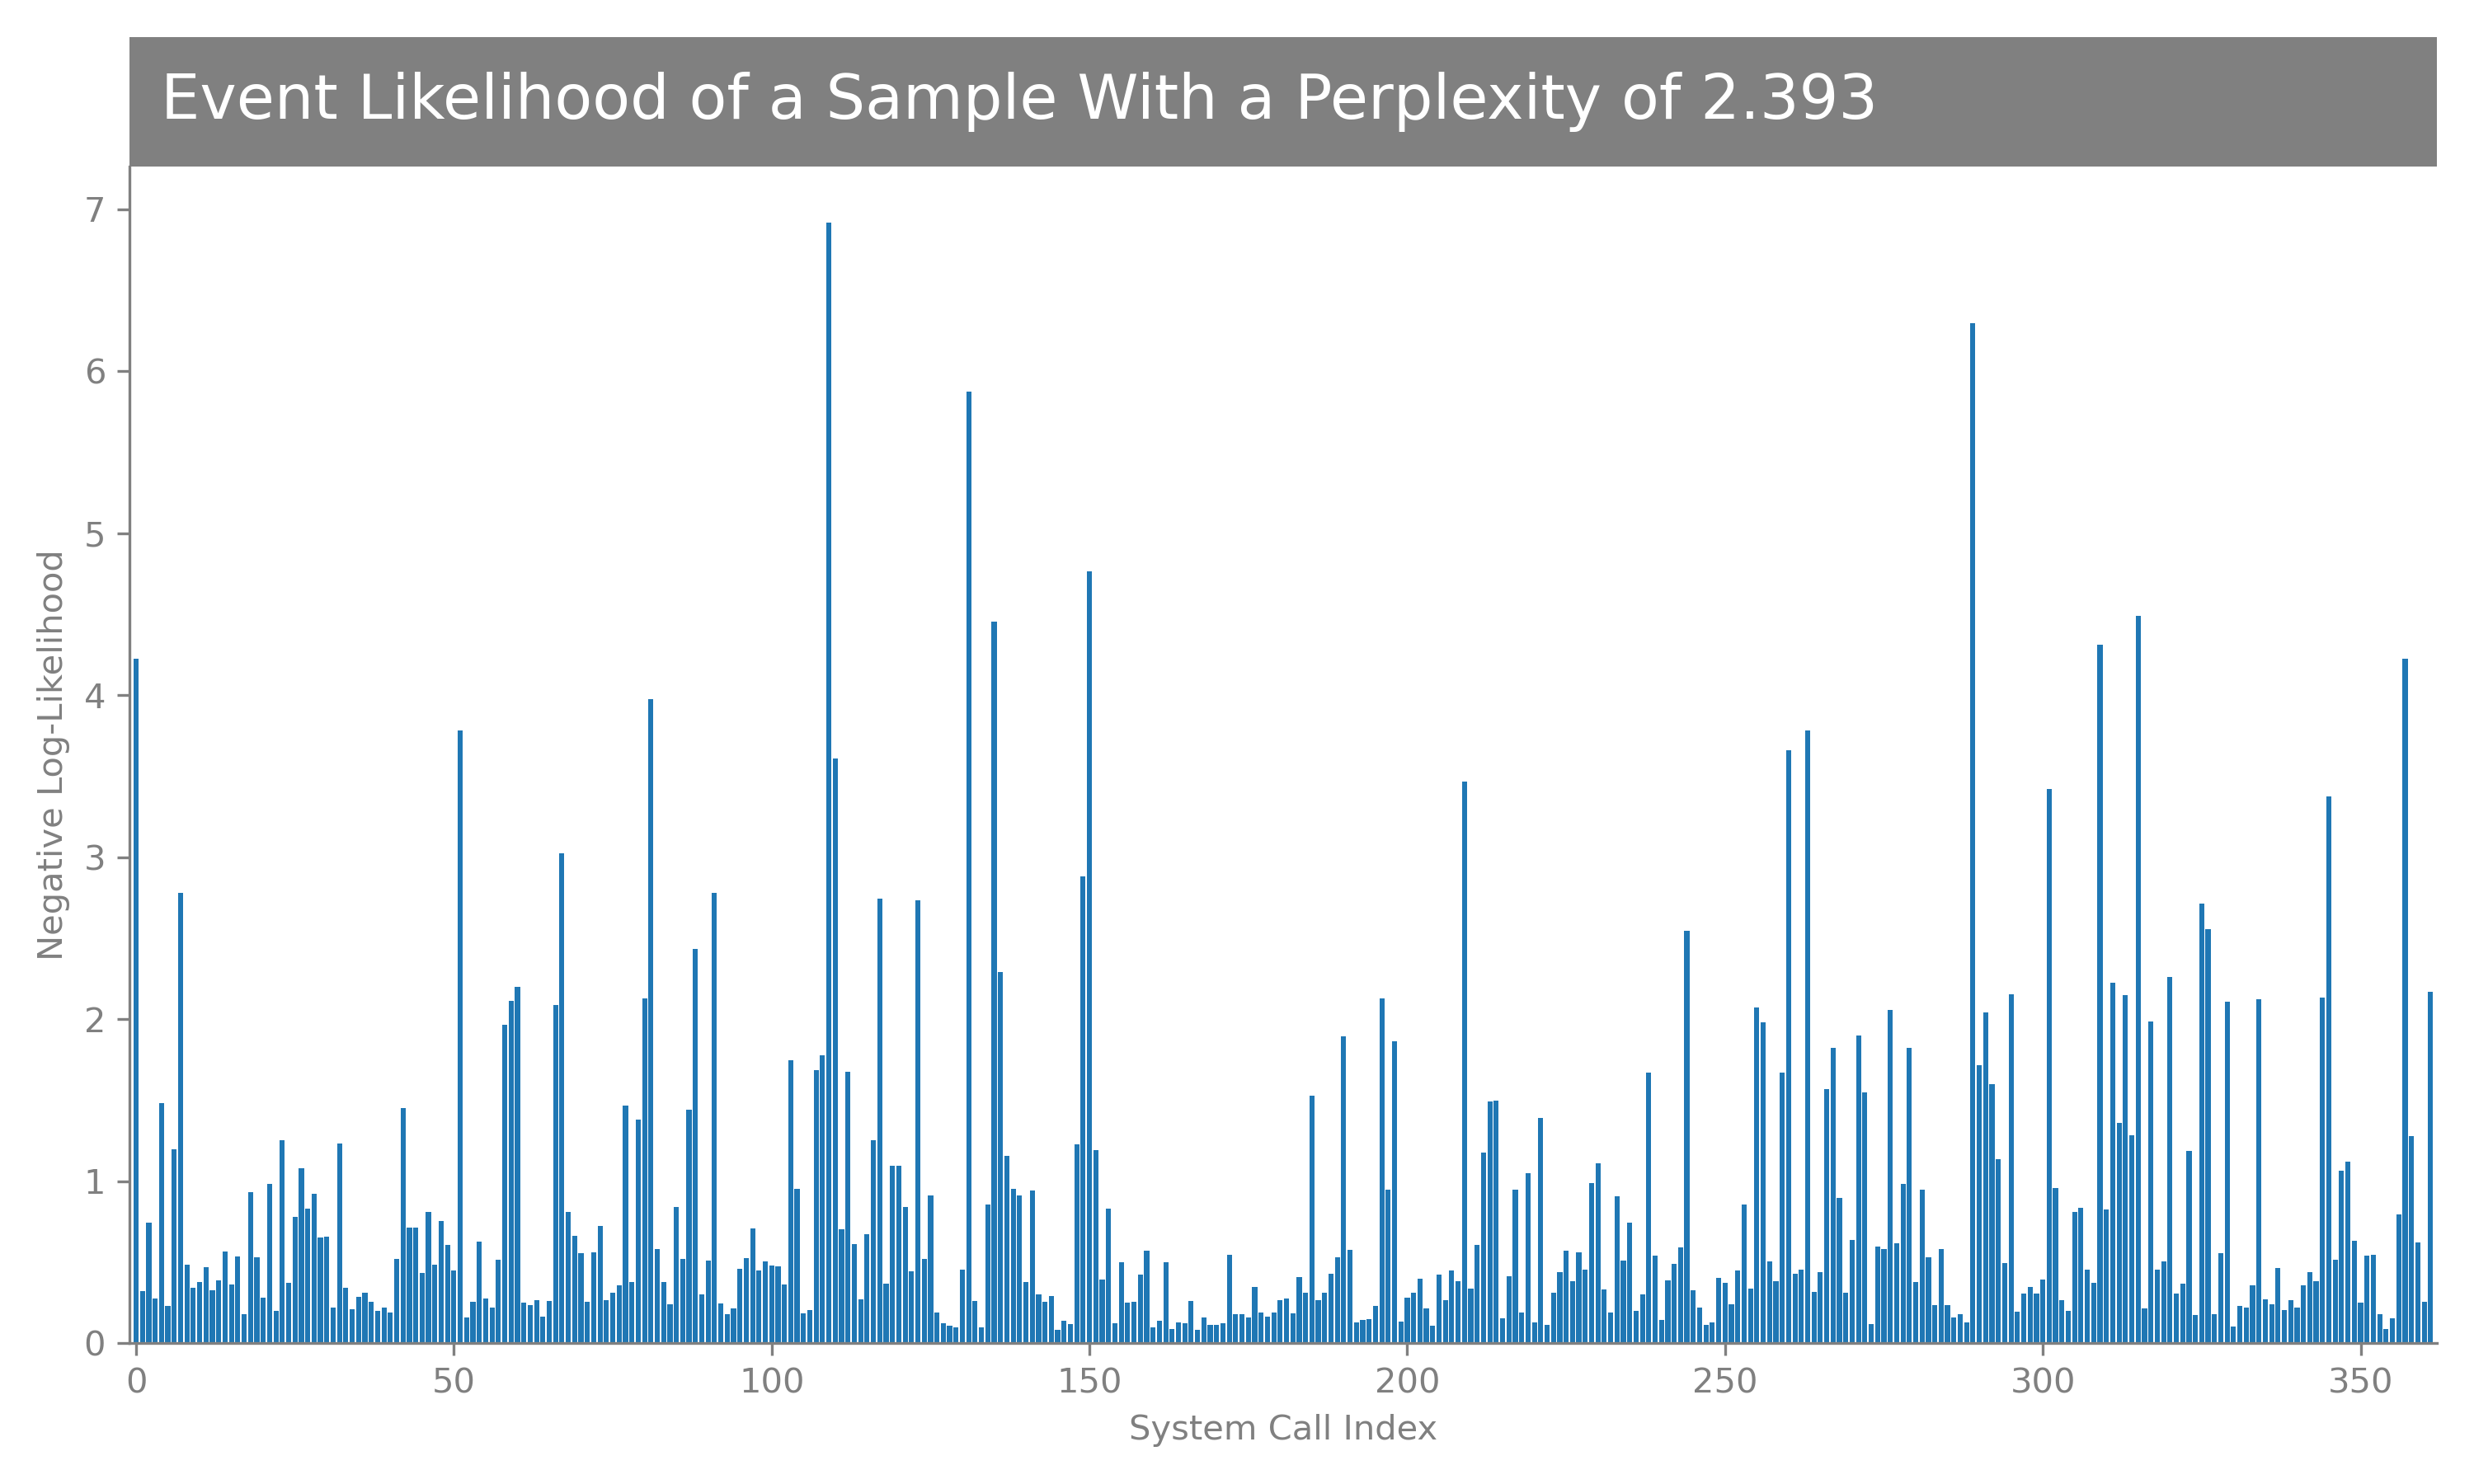 Event Likelihood of a Sample With a Perplexity of 2.393
7
6
5
4
3
2
1
0
Negative Log-Likelihood
0 50 100 150 200 250 300 350
System Call Index